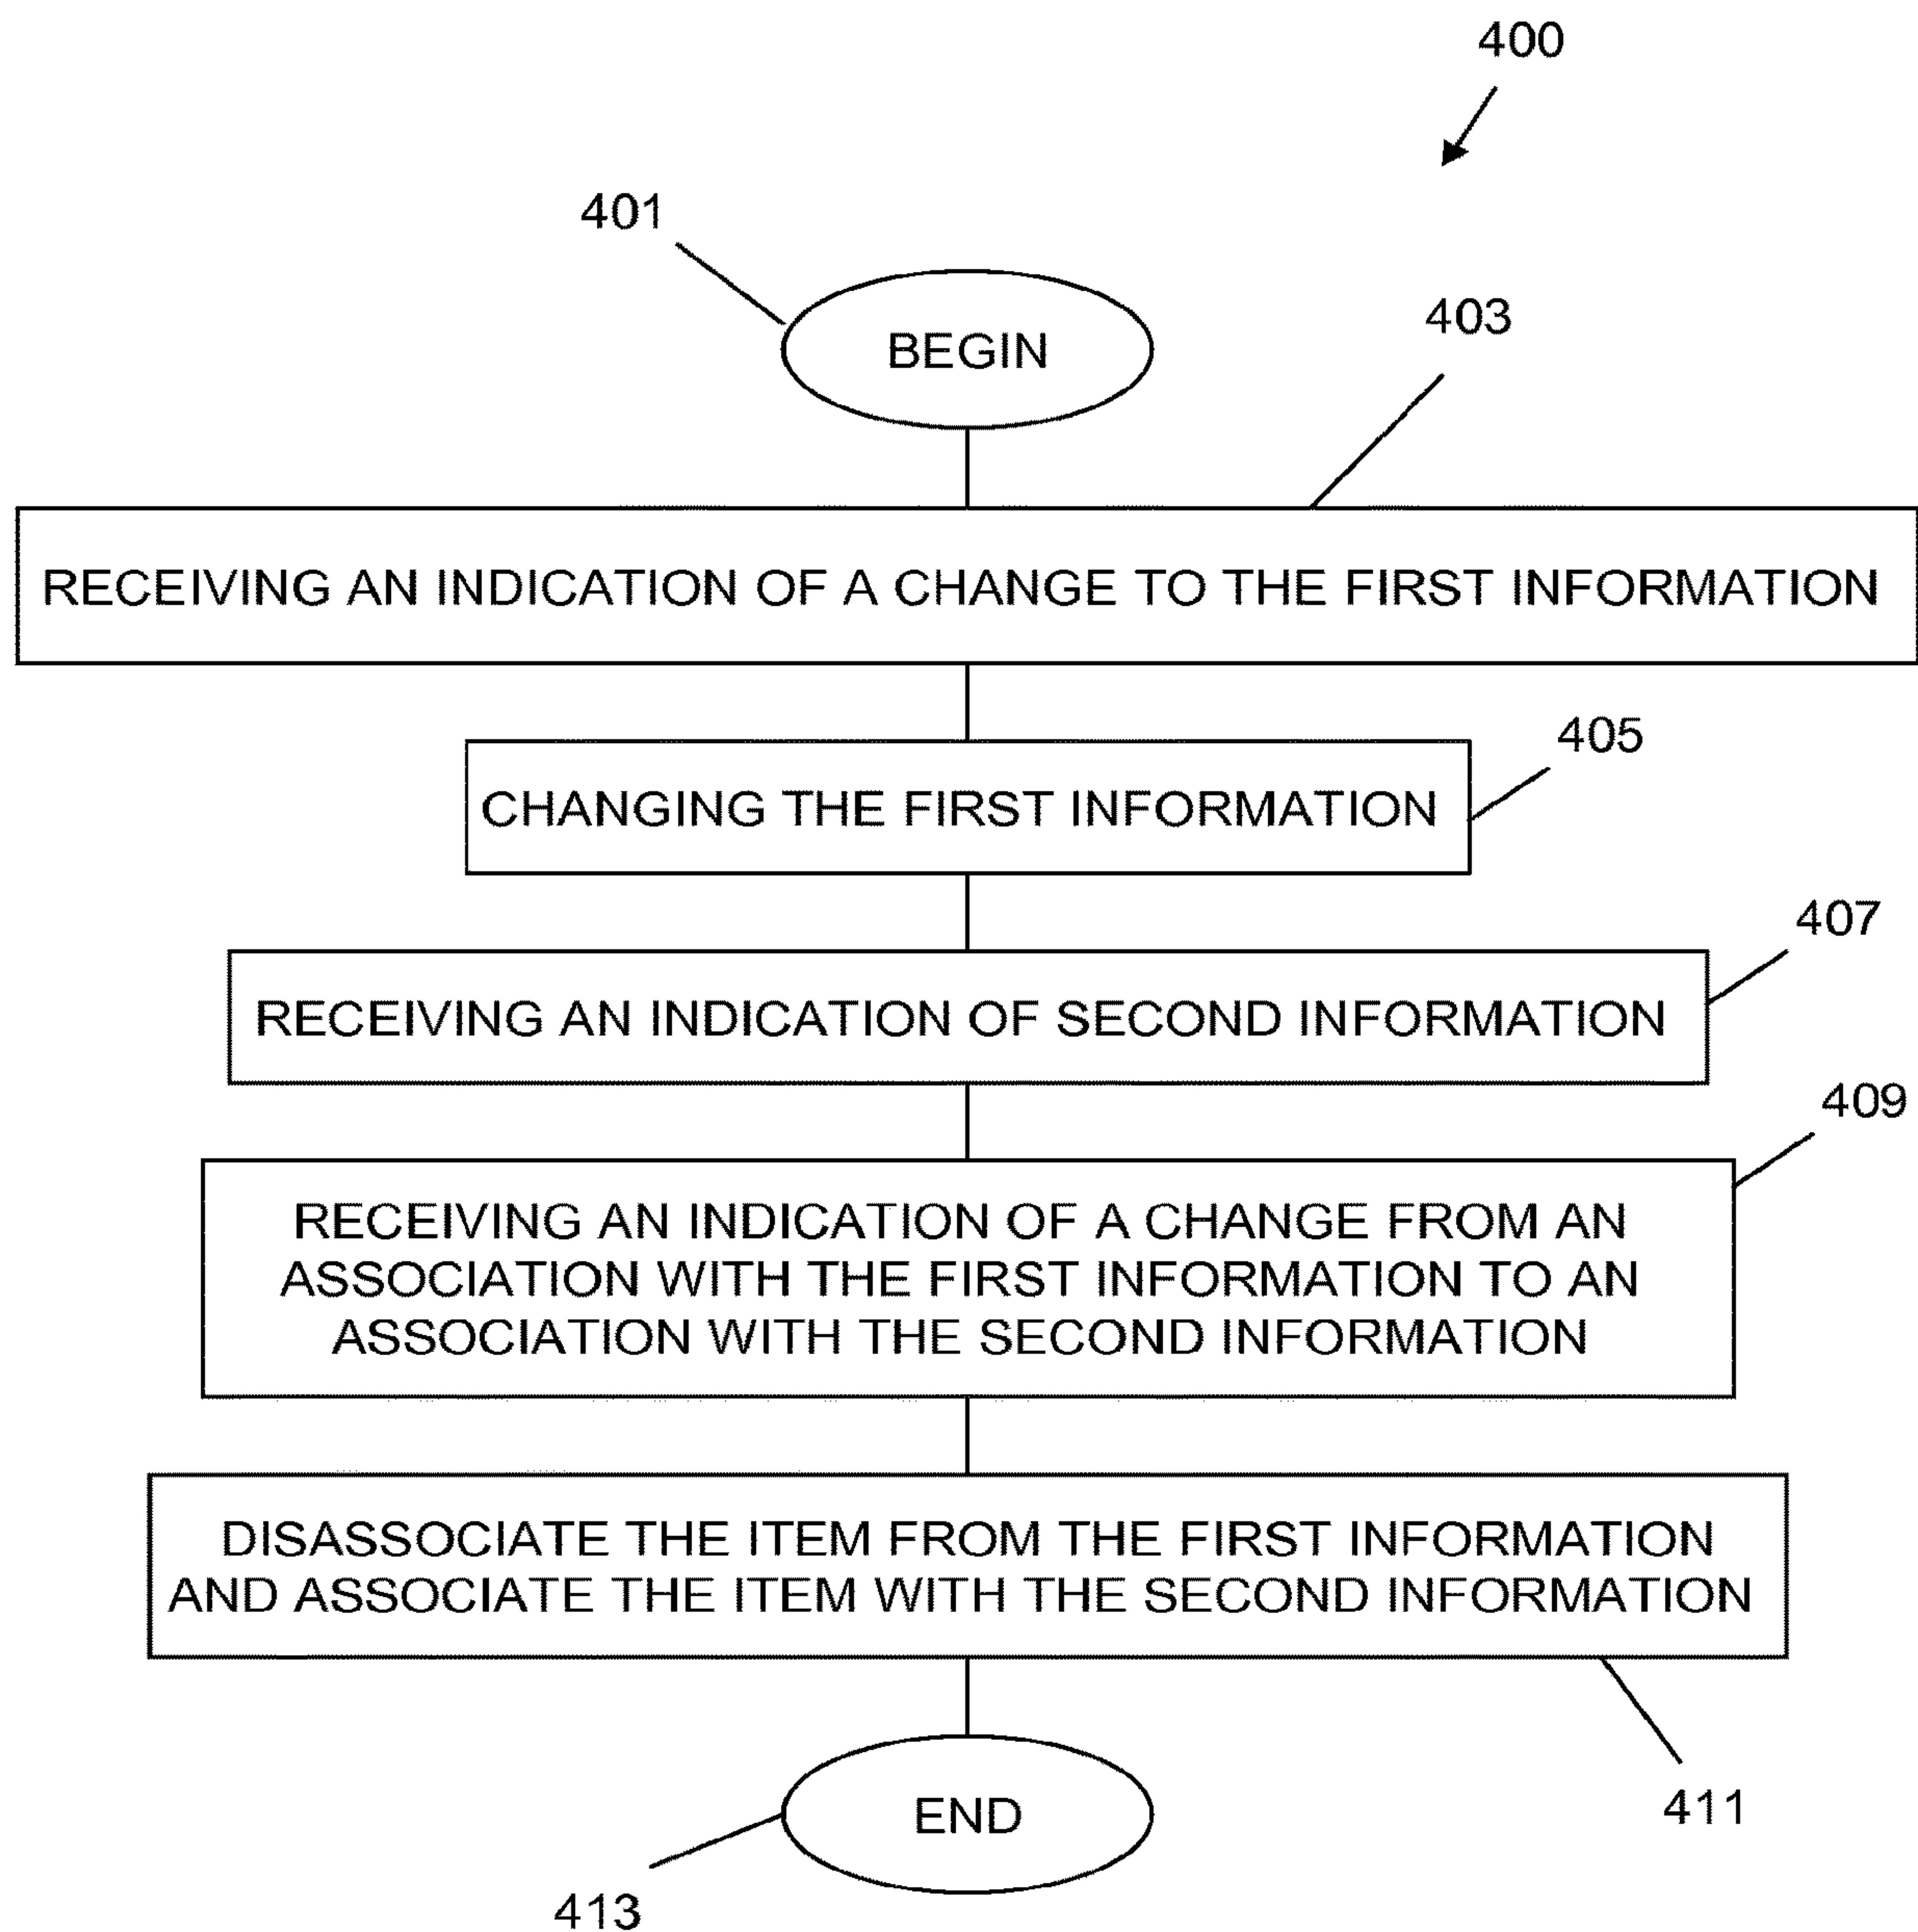 400
401
BEGIN
403
RECEIVING AN INDICATION OF A CHANGE TO THE FIRST INFORMATION
405
CHANGING THE FIRST INFORMATION
407
RECEIVING AN INDICATION OF SECOND INFORMATION
409
RECEIVING AN INDICATION OF A CHANGE FROM AN
ASSOCIATION WITH THE FIRST INFORMATION TO AN
ASSOCIATION WITH THE SECOND INFORMATION
DISASSOCIATE THE ITEM FROM THE FIRST INFORMATION
AND ASSOCIATE THE ITEM WITH THE SECOND INFORMATION
411
END
413